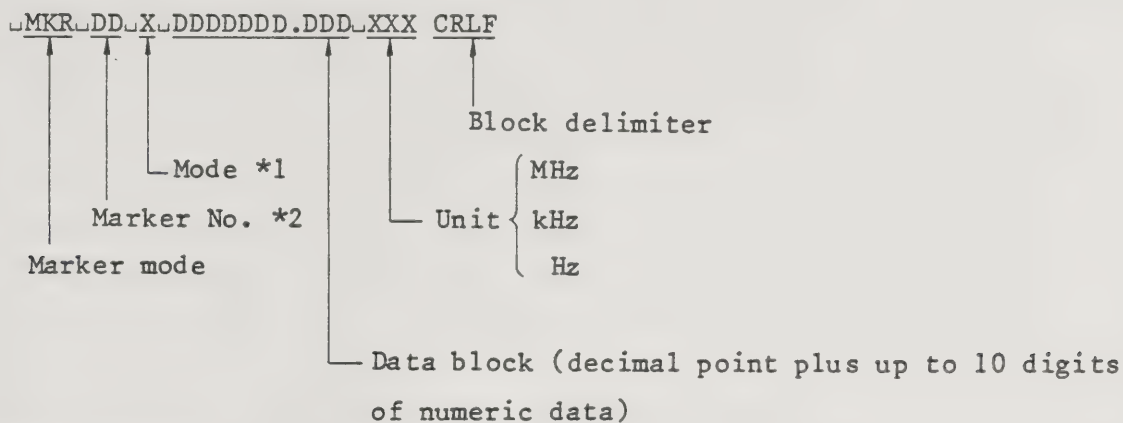 ␣MKR␣DD␣X␣DDDDDDD.DDD␣XXX CRLF
Block delimiter
Mode *1
MHz
Marker No. *2
Unit
kHz
Marker mode
Hz
Data block (decimal point plus up to 10 digits
of numeric data)